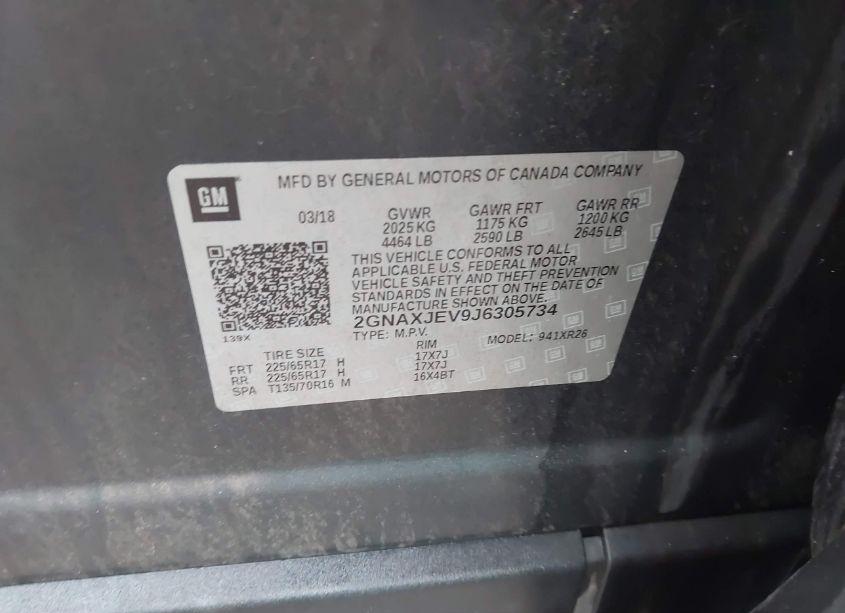 GM
MFD BY GENERAL MOTORS OF CANADA COMPANY
03/18 GVWR GAWR FRT GAWR RR
2025 KG 1175 KG 1200 KG
4464 LB 2590 LB 2645 LB
THIS VEHICLE CONFORMS TO ALL
APPLICABLE U.S. FEDERAL MOTOR
VEHICLE SAFETY AND THEFT PREVENTION
STANDARDS IN EFFECT ON THE DATE OF
MANUFACTURE SHOWN ABOVE.
2GNAXJEV9J6305734
139X TYPE: M.P.V. MODEL: 941XR26
TIRE SIZE RIM
FRT 225/65R17 H 17X7J
RR 225/65R17 H 17X7J
SPA T135/70R16 M 16X4BT